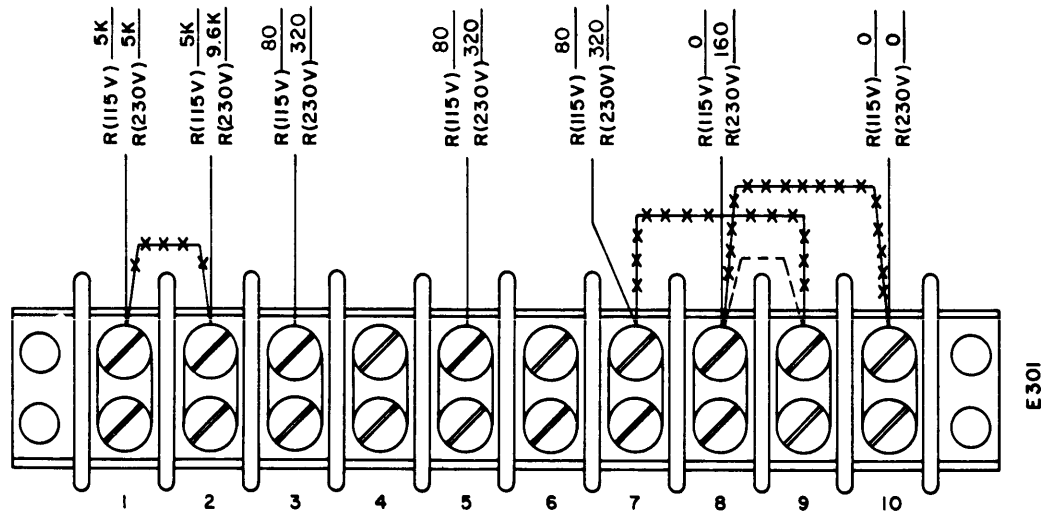 R(115V) 5K
R(230V) 5K
R(115V) 5K
R(230V) 9.6K
R(115V) 80
R(230V) 320
R(115V) 80
R(230V) 320
R(115V) 80
R(230V) 320
R(115V) 0
R(230V) 160
R(115V) 0
R(230V) 0
1 2 3 4 5 6 7 8 9 10
E301